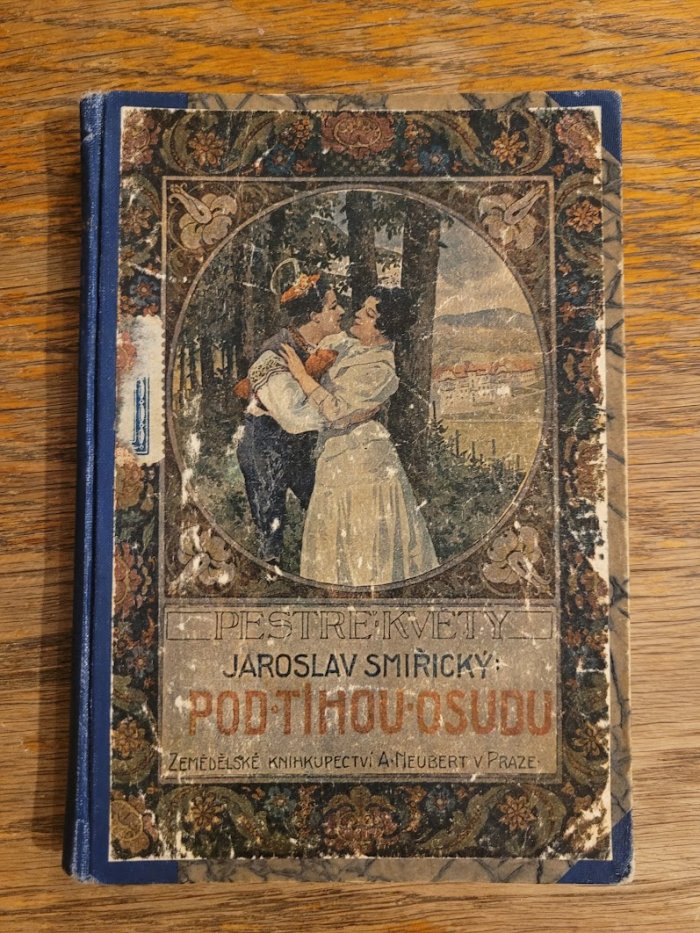 PESTRÉ·KVĚTY
JAROSLAV SMIŘICKÝ:
POD·TÍHOU·OSUDU
ZEMĚDĚLSKÉ KNIHKUPECTVÍ A·NEUBERT V PRAZE·